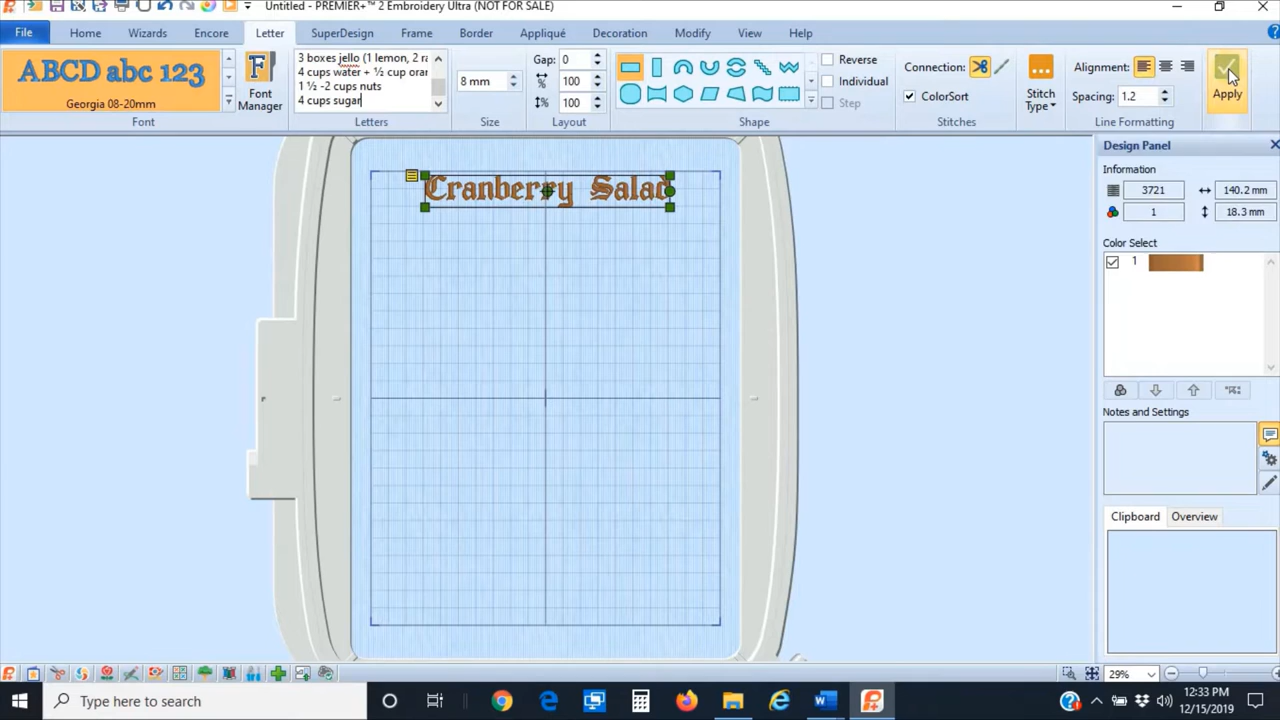 Untitled - PREMIER+™ 2 Embroidery Ultra (NOT FOR SALE)
File Home Wizards Encore Letter SuperDesign Frame Border Appliqué Decoration Modify View Help
ABCD abc 123
Georgia 08-20mm
Font
Font Manager
3 boxes jello (1 lemon, 2 ra
4 cups water + ½ cup oran
1 ½ -2 cups nuts
4 cups sugar
Letters
8 mm
Size
Gap: 0
100
100
Layout
Shape
Reverse
Individual
Step
Connection:
ColorSort
Stitches
Stitch Type
Alignment:
Spacing: 1.2
Line Formatting
Apply
Cranberry Salad
Design Panel
Information
3721 140.2 mm
1 18.3 mm
Color Select
1
Notes and Settings
Clipboard Overview
29%
Type here to search
12:33 PM
12/15/2019